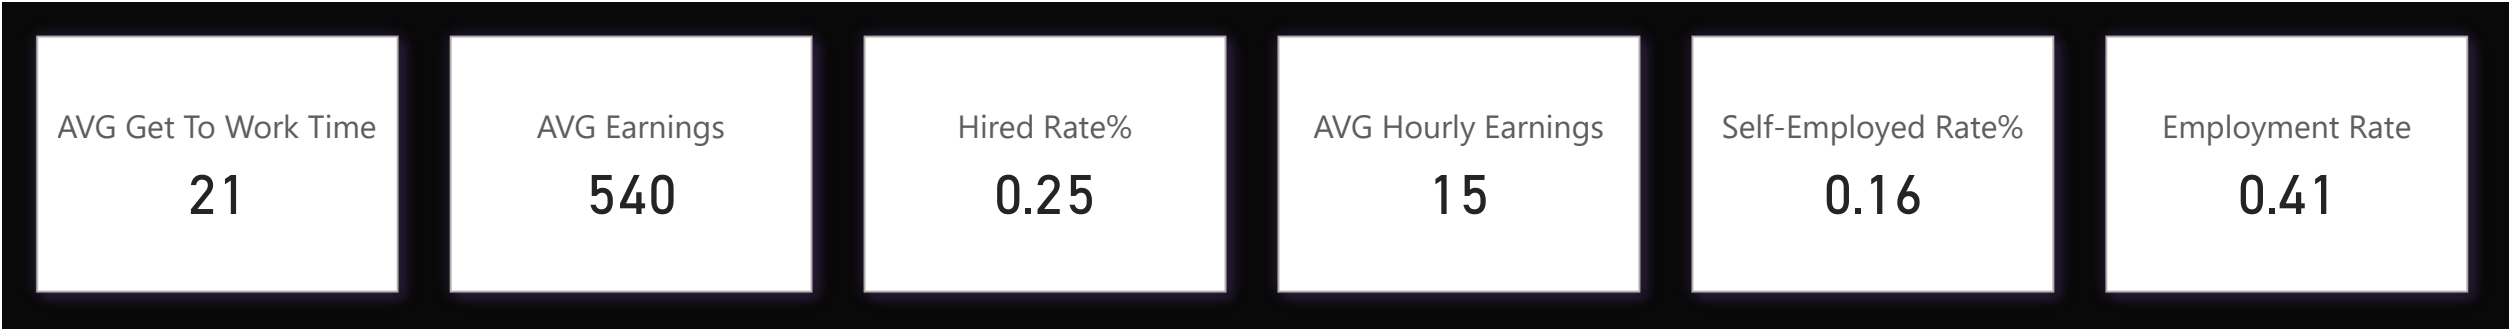 AVG Get To Work Time
21
AVG Earnings
540
Hired Rate%
0.25
AVG Hourly Earnings
15
Self-Employed Rate%
0.16
Employment Rate
0.41